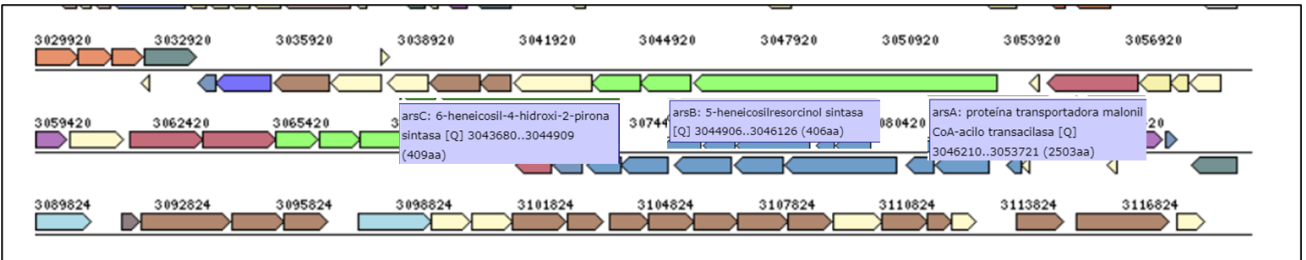 3029920 3032920 3035920 3038920 3041920 3044920 3047920 3050920 3053920 3056920
3059420 3062420 3065420
arsC: 6-heneicosil-4-hidroxi-2-pirona
sintasa [Q] 3043680..3044909
(409aa)
arsB: 5-heneicosilresorcinol sintasa
[Q] 3044906..3046126 (406aa)
arsA: proteína transportadora malonil
CoA-acilo transacilasa [Q]
3046210..3053721 (2503aa)
3089824 3092824 3095824 3098824 3101824 3104824 3107824 3110824 3113824 3116824